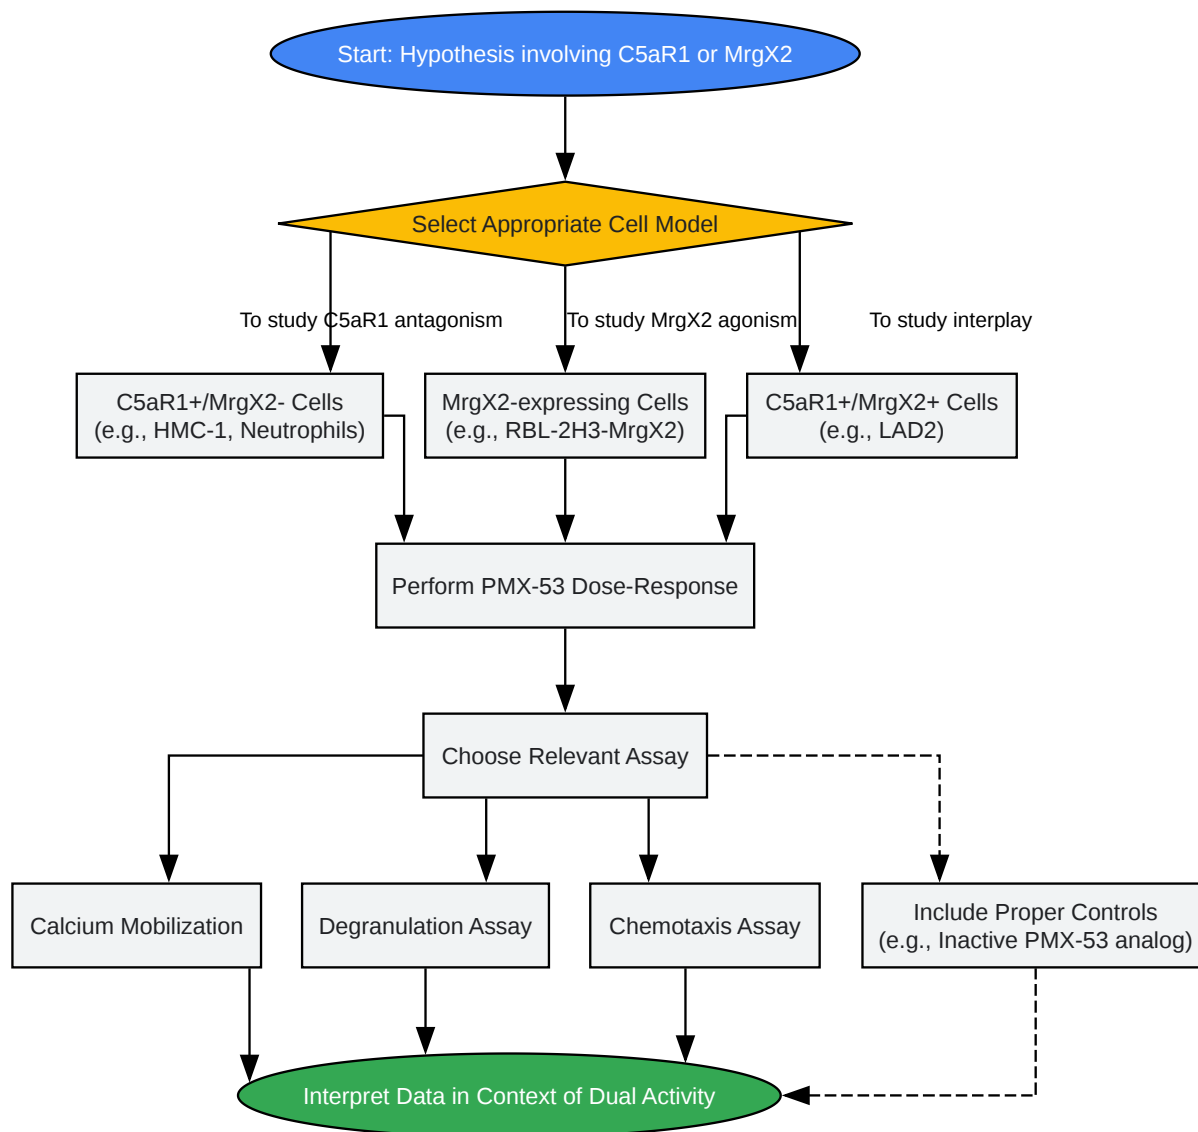 Start: Hypothesis involving C5aR1 or MrgX2
Select Appropriate Cell Model
To study C5aR1 antagonism
To study MrgX2 agonism
To study interplay
C5aR1+/MrgX2- Cells
(e.g., HMC-1, Neutrophils)
MrgX2-expressing Cells
(e.g., RBL-2H3-MrgX2)
C5aR1+/MrgX2+ Cells
(e.g., LAD2)
Perform PMX-53 Dose-Response
Choose Relevant Assay
Calcium Mobilization
Degranulation Assay
Chemotaxis Assay
Include Proper Controls
(e.g., Inactive PMX-53 analog)
Interpret Data in Context of Dual Activity